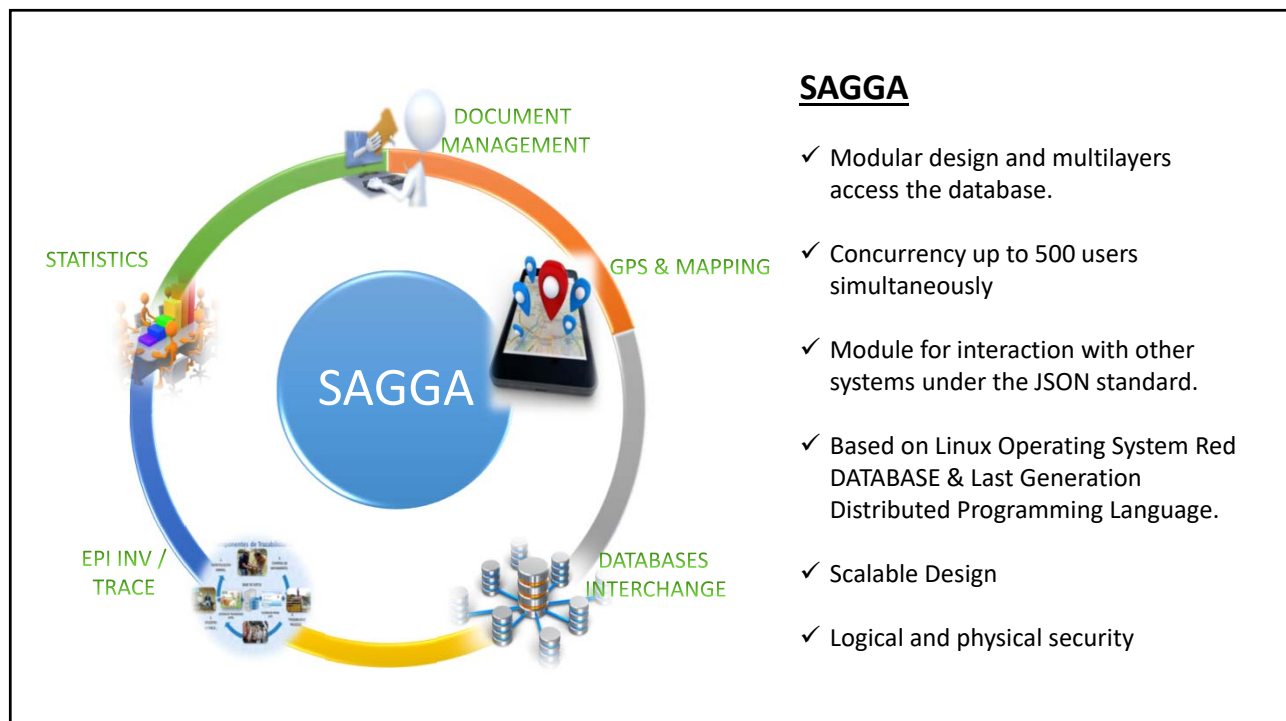 DOCUMENT
MANAGEMENT
STATISTICS
GPS & MAPPING
SAGGA
EPI INV /
TRACE
DATABASES
INTERCHANGE
SAGGA
✓ Modular design and multilayers
access the database.
✓ Concurrency up to 500 users
simultaneously
✓ Module for interaction with other
systems under the JSON standard.
✓ Based on Linux Operating System Red
DATABASE & Last Generation
Distributed Programming Language.
✓ Scalable Design
✓ Logical and physical security